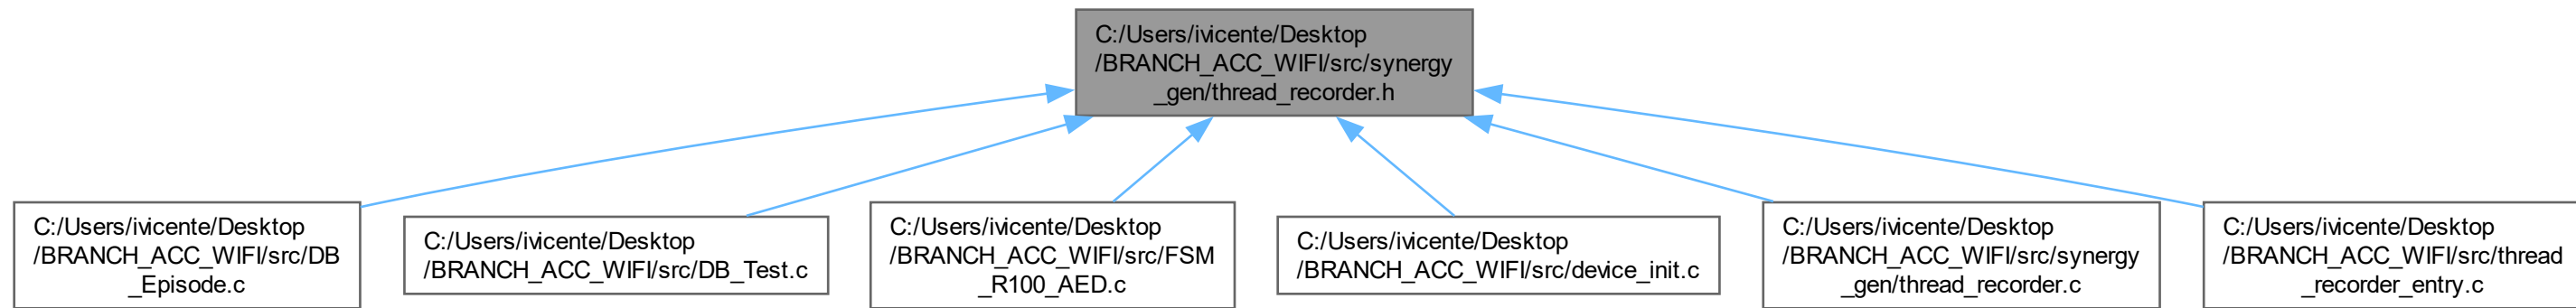 C:/Users/ivicente/Desktop
/BRANCH_ACC_WIFI/src/synergy
_gen/thread_recorder.h
C:/Users/ivicente/Desktop
/BRANCH_ACC_WIFI/src/DB
_Episode.c
C:/Users/ivicente/Desktop
/BRANCH_ACC_WIFI/src/DB_Test.c
C:/Users/ivicente/Desktop
/BRANCH_ACC_WIFI/src/FSM
_R100_AED.c
C:/Users/ivicente/Desktop
/BRANCH_ACC_WIFI/src/device_init.c
C:/Users/ivicente/Desktop
/BRANCH_ACC_WIFI/src/synergy
_gen/thread_recorder.c
C:/Users/ivicente/Desktop
/BRANCH_ACC_WIFI/src/thread
_recorder_entry.c